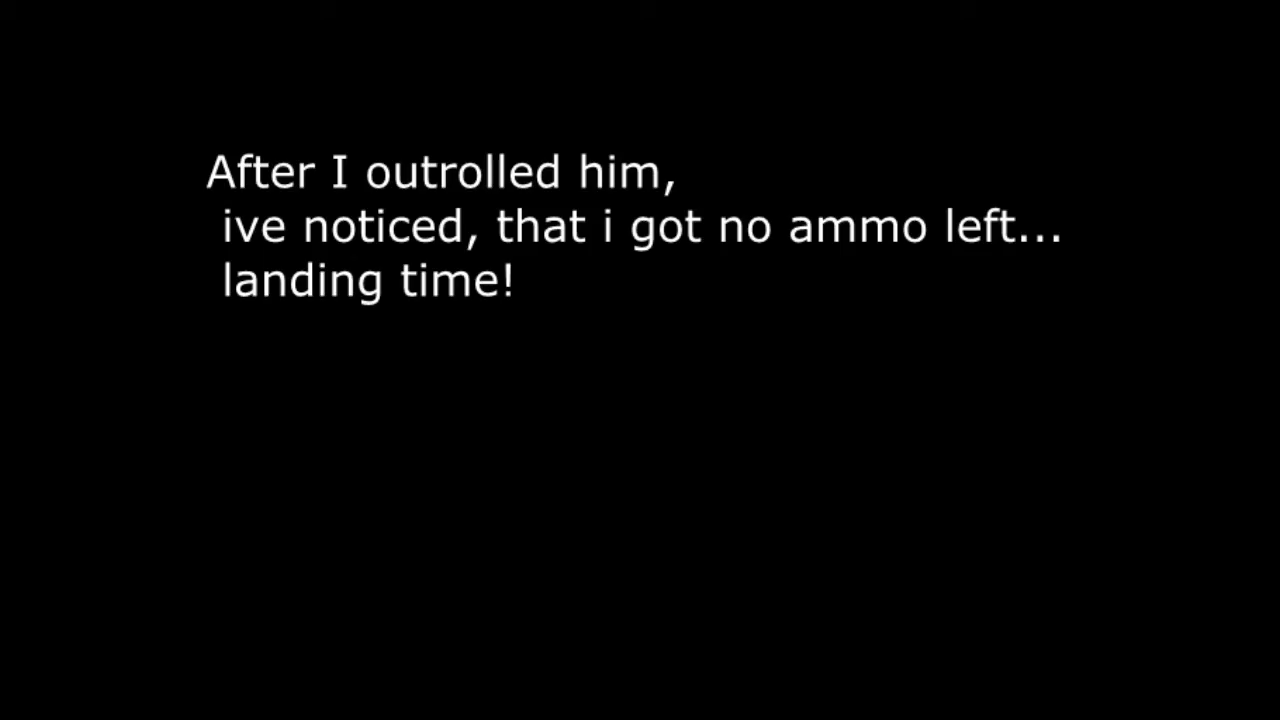 After I outrolled him,
ive noticed, that i got no ammo left...
landing time!